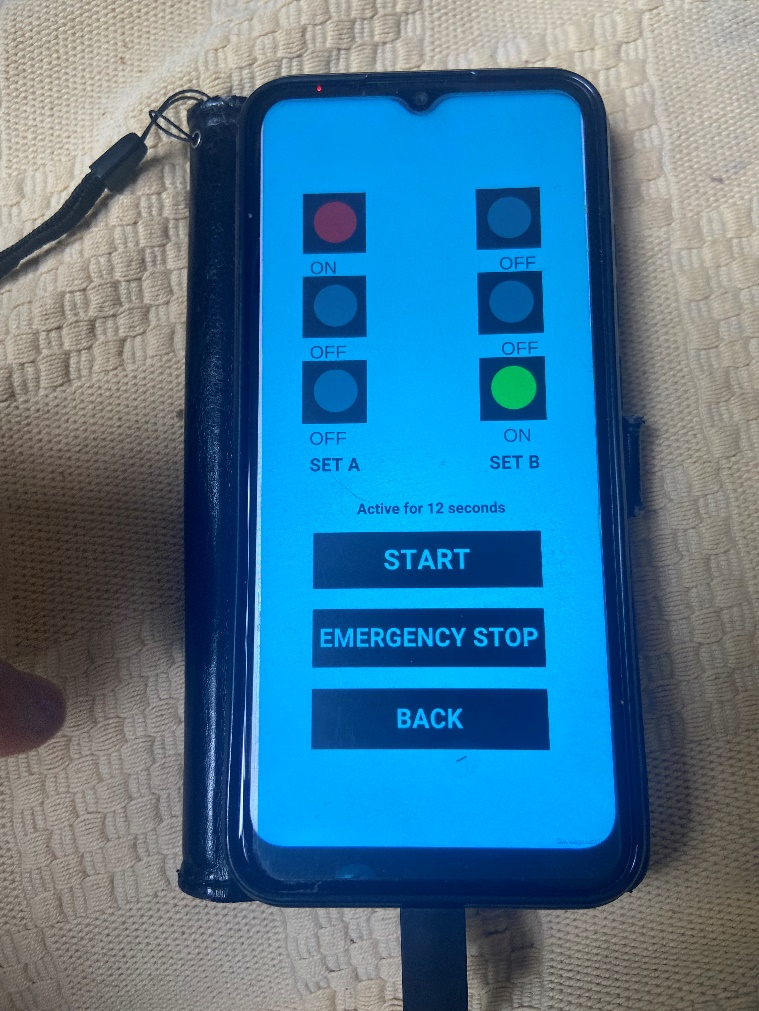 ON OFF
OFF OFF
OFF ON
SET A SET B
Active for 12 seconds
START
EMERGENCY STOP
BACK